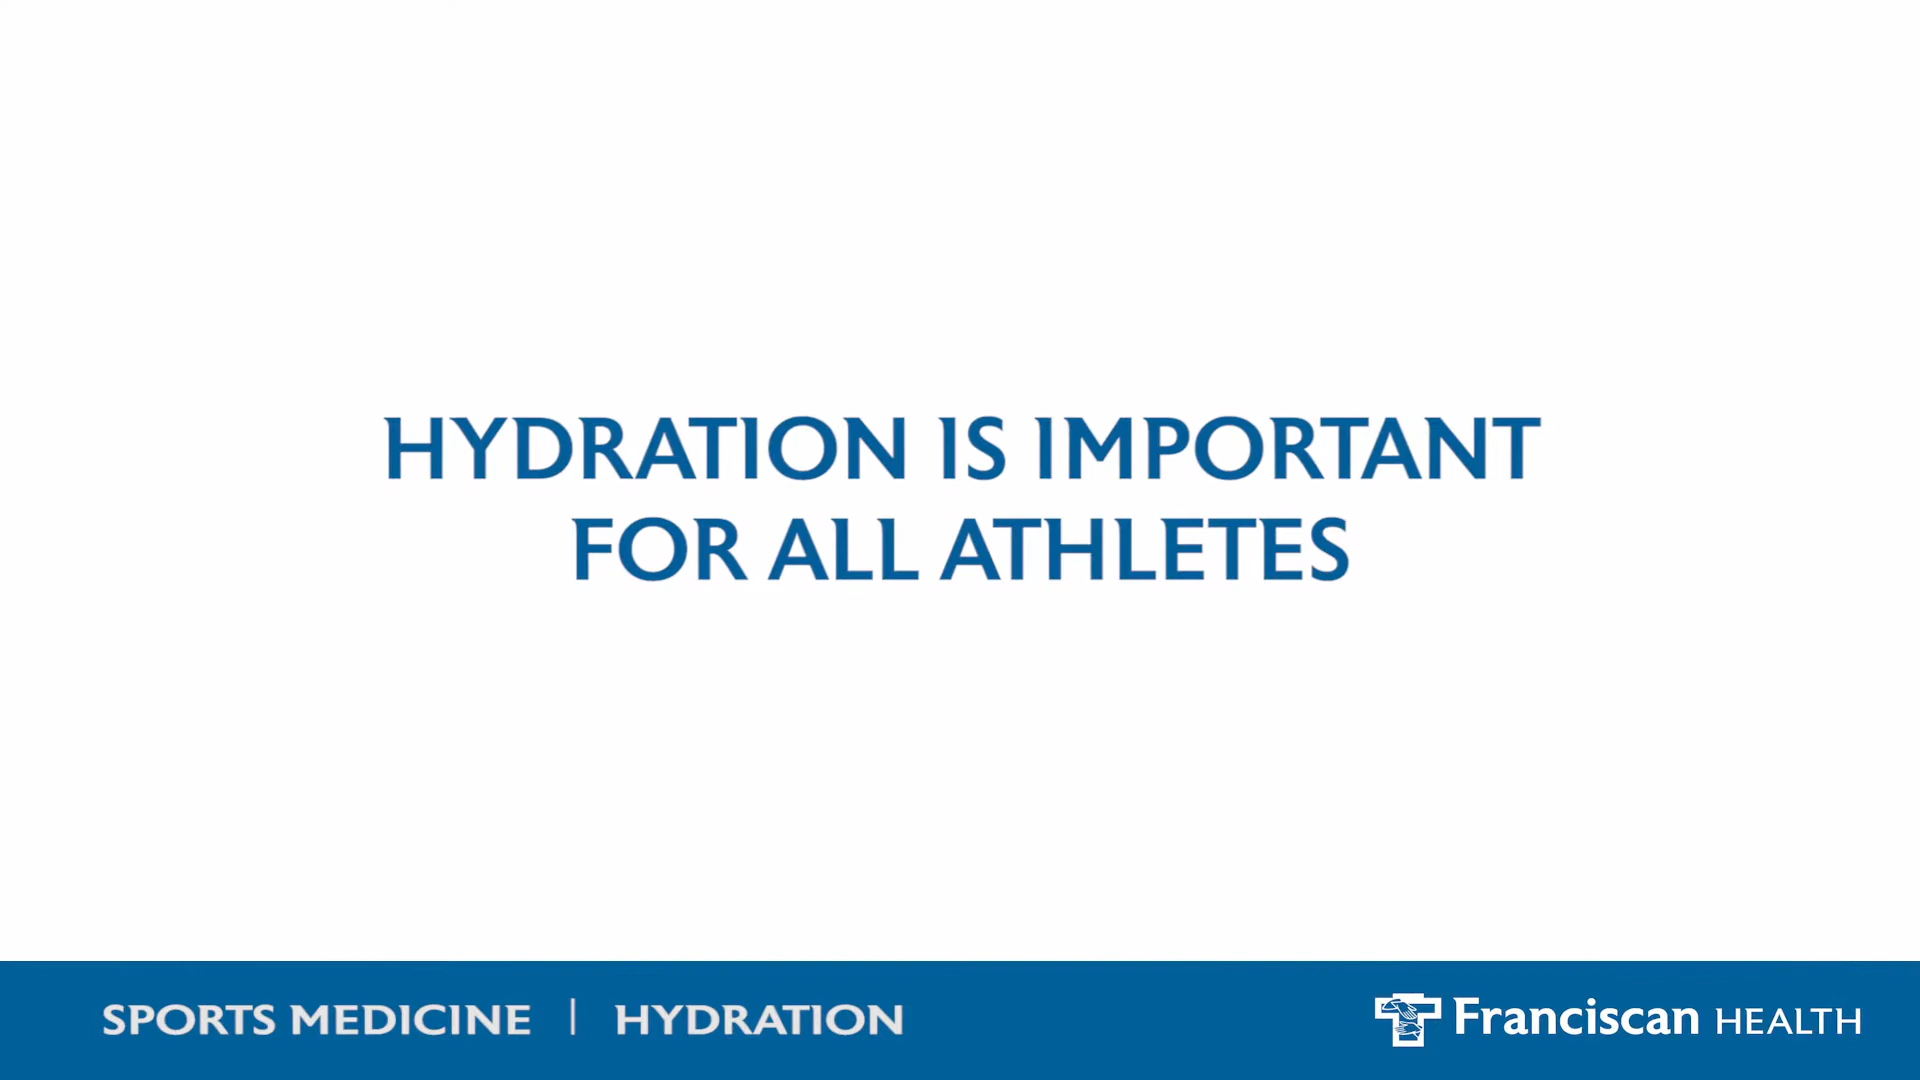 HYDRATION IS IMPORTANT
FOR ALL ATHLETES
SPORTS MEDICINE | HYDRATION
Franciscan HEALTH